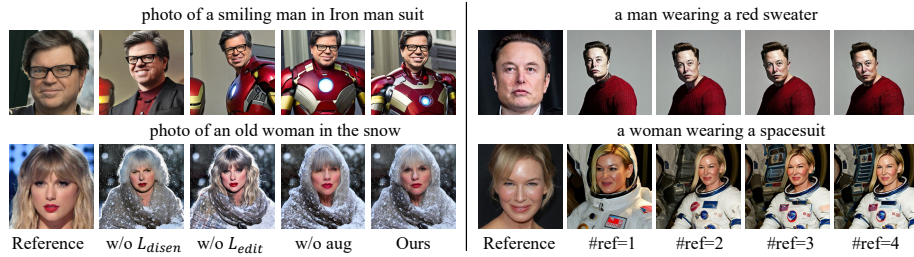 photo of a smiling man in Iron man suit
photo of an old woman in the snow
Reference w/o L_disen w/o L_edit w/o aug Ours
a man wearing a red sweater
a woman wearing a spacesuit
Reference #ref=1 #ref=2 #ref=3 #ref=4